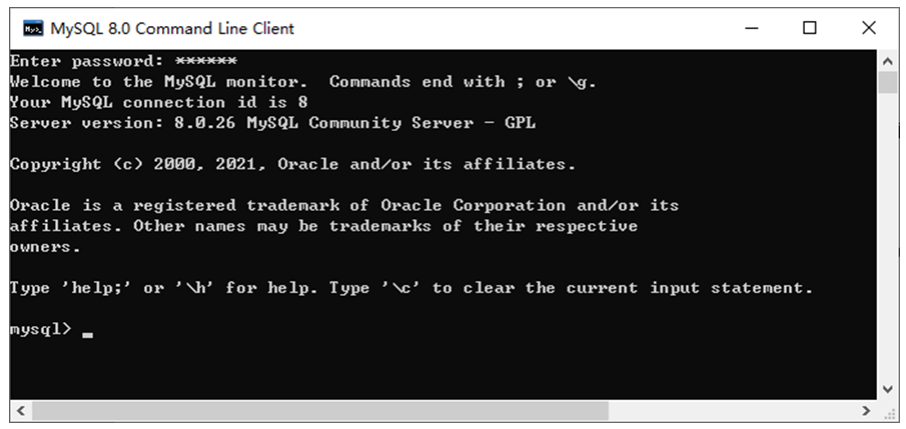 MySQL 8.0 Command Line Client
Enter password: ******
Welcome to the MySQL monitor.  Commands end with ; or \g.
Your MySQL connection id is 8
Server version: 8.0.26 MySQL Community Server - GPL
Copyright (c) 2000, 2021, Oracle and/or its affiliates.
Oracle is a registered trademark of Oracle Corporation and/or its
affiliates. Other names may be trademarks of their respective
owners.
Type 'help;' or '\h' for help. Type '\c' to clear the current input statement.
mysql> _